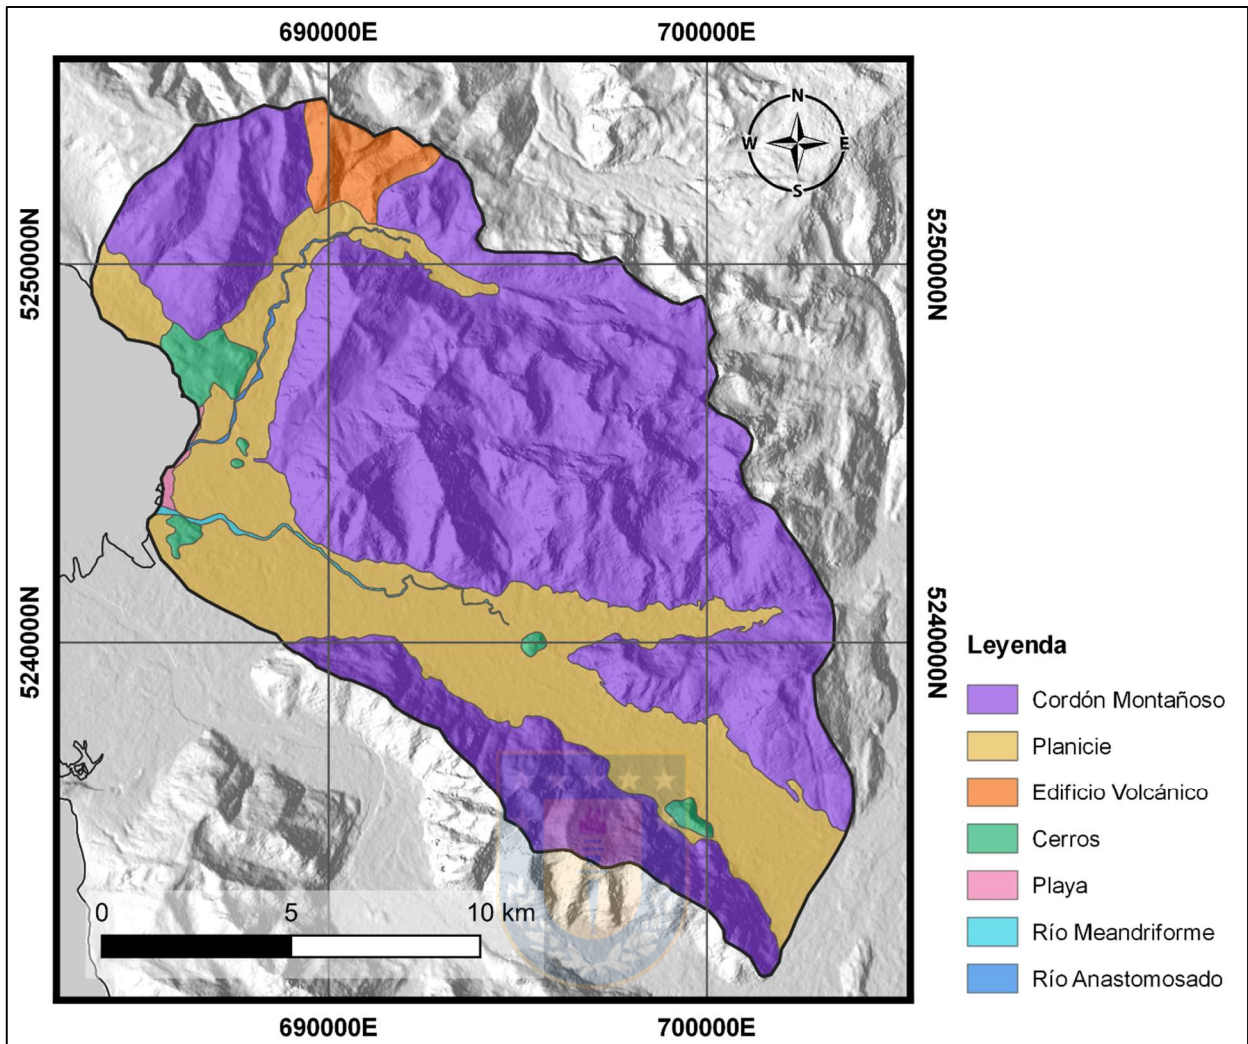 690000E 700000E
N
W E
S
5250000N 5250000N
5240000N 5240000N
0 5 10 km
690000E 700000E
Leyenda
Cordón Montañoso
Planicie
Edificio Volcánico
Cerros
Playa
Río Meandriforme
Río Anastomosado